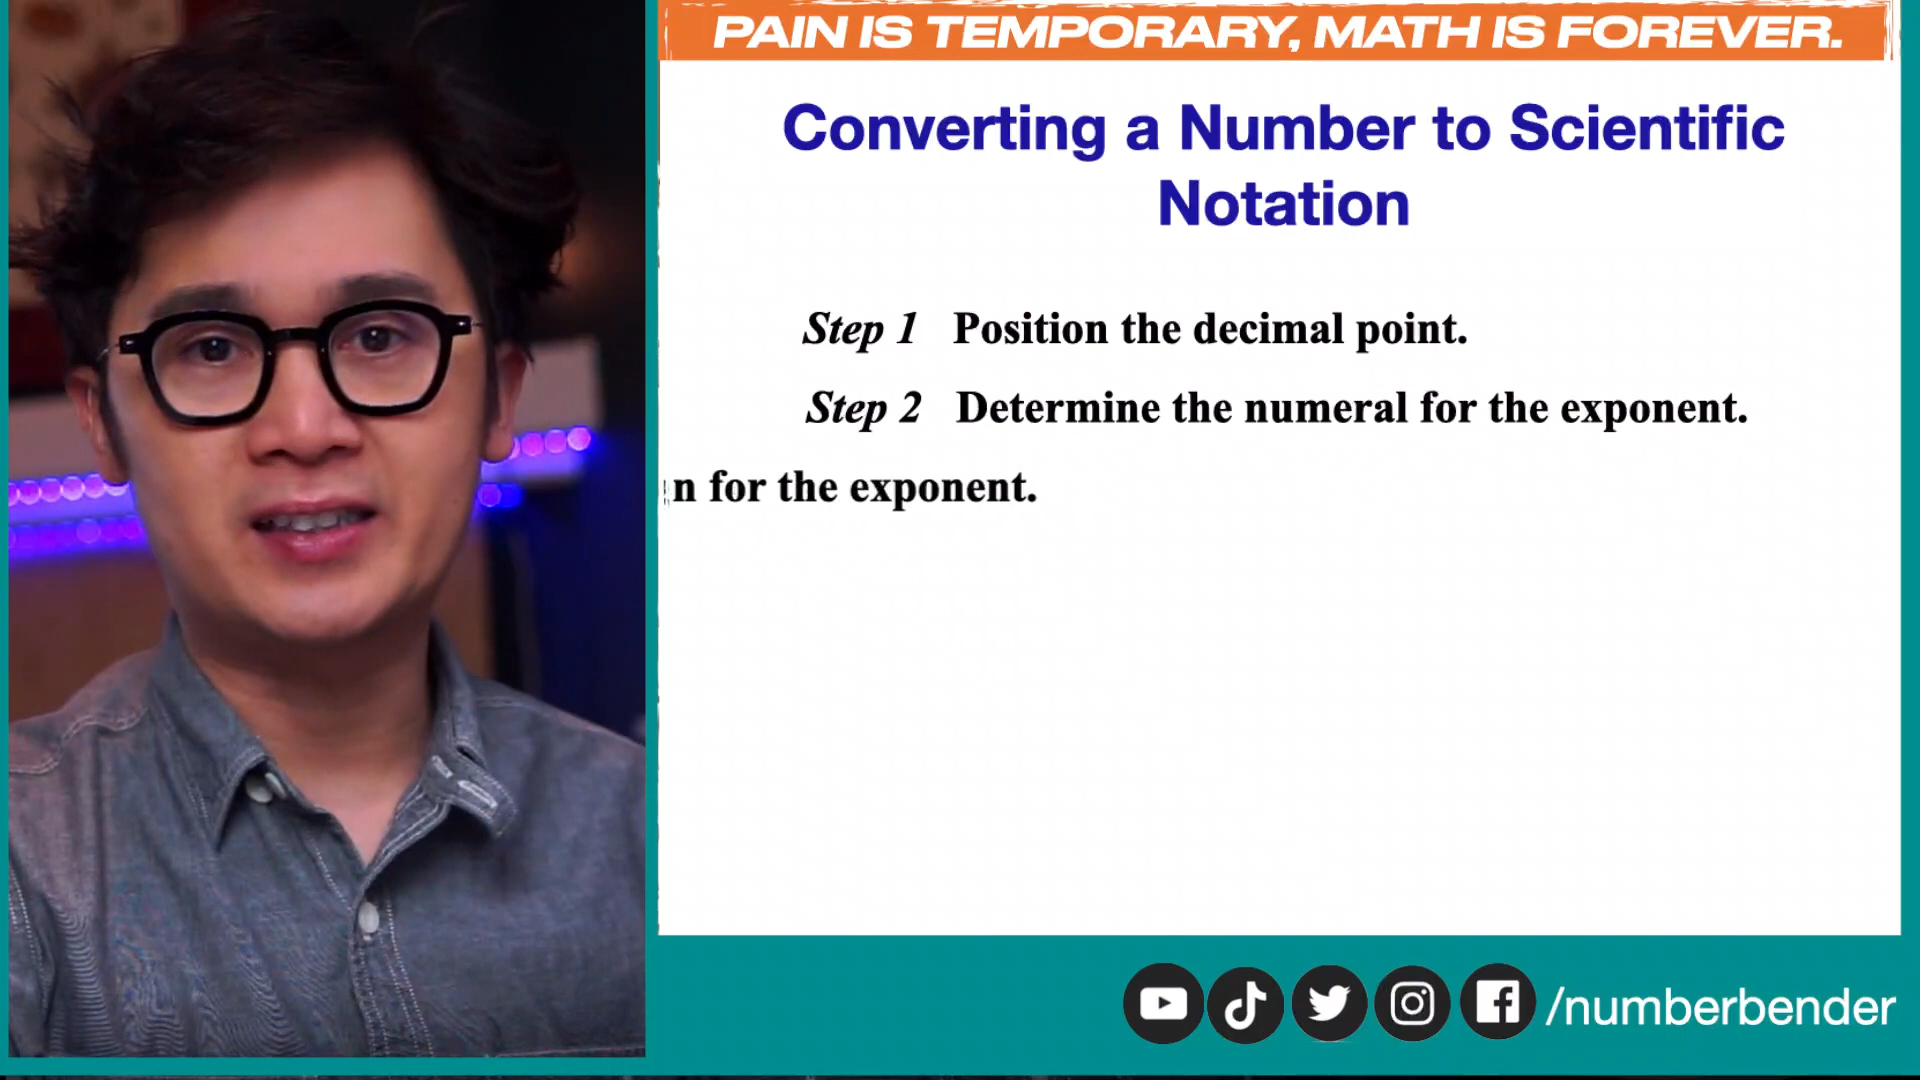 PAIN IS TEMPORARY, MATH IS FOREVER.
Converting a Number to Scientific
Notation
Step 1 Position the decimal point.
Step 2 Determine the numeral for the exponent.
n for the exponent.
/numberbender